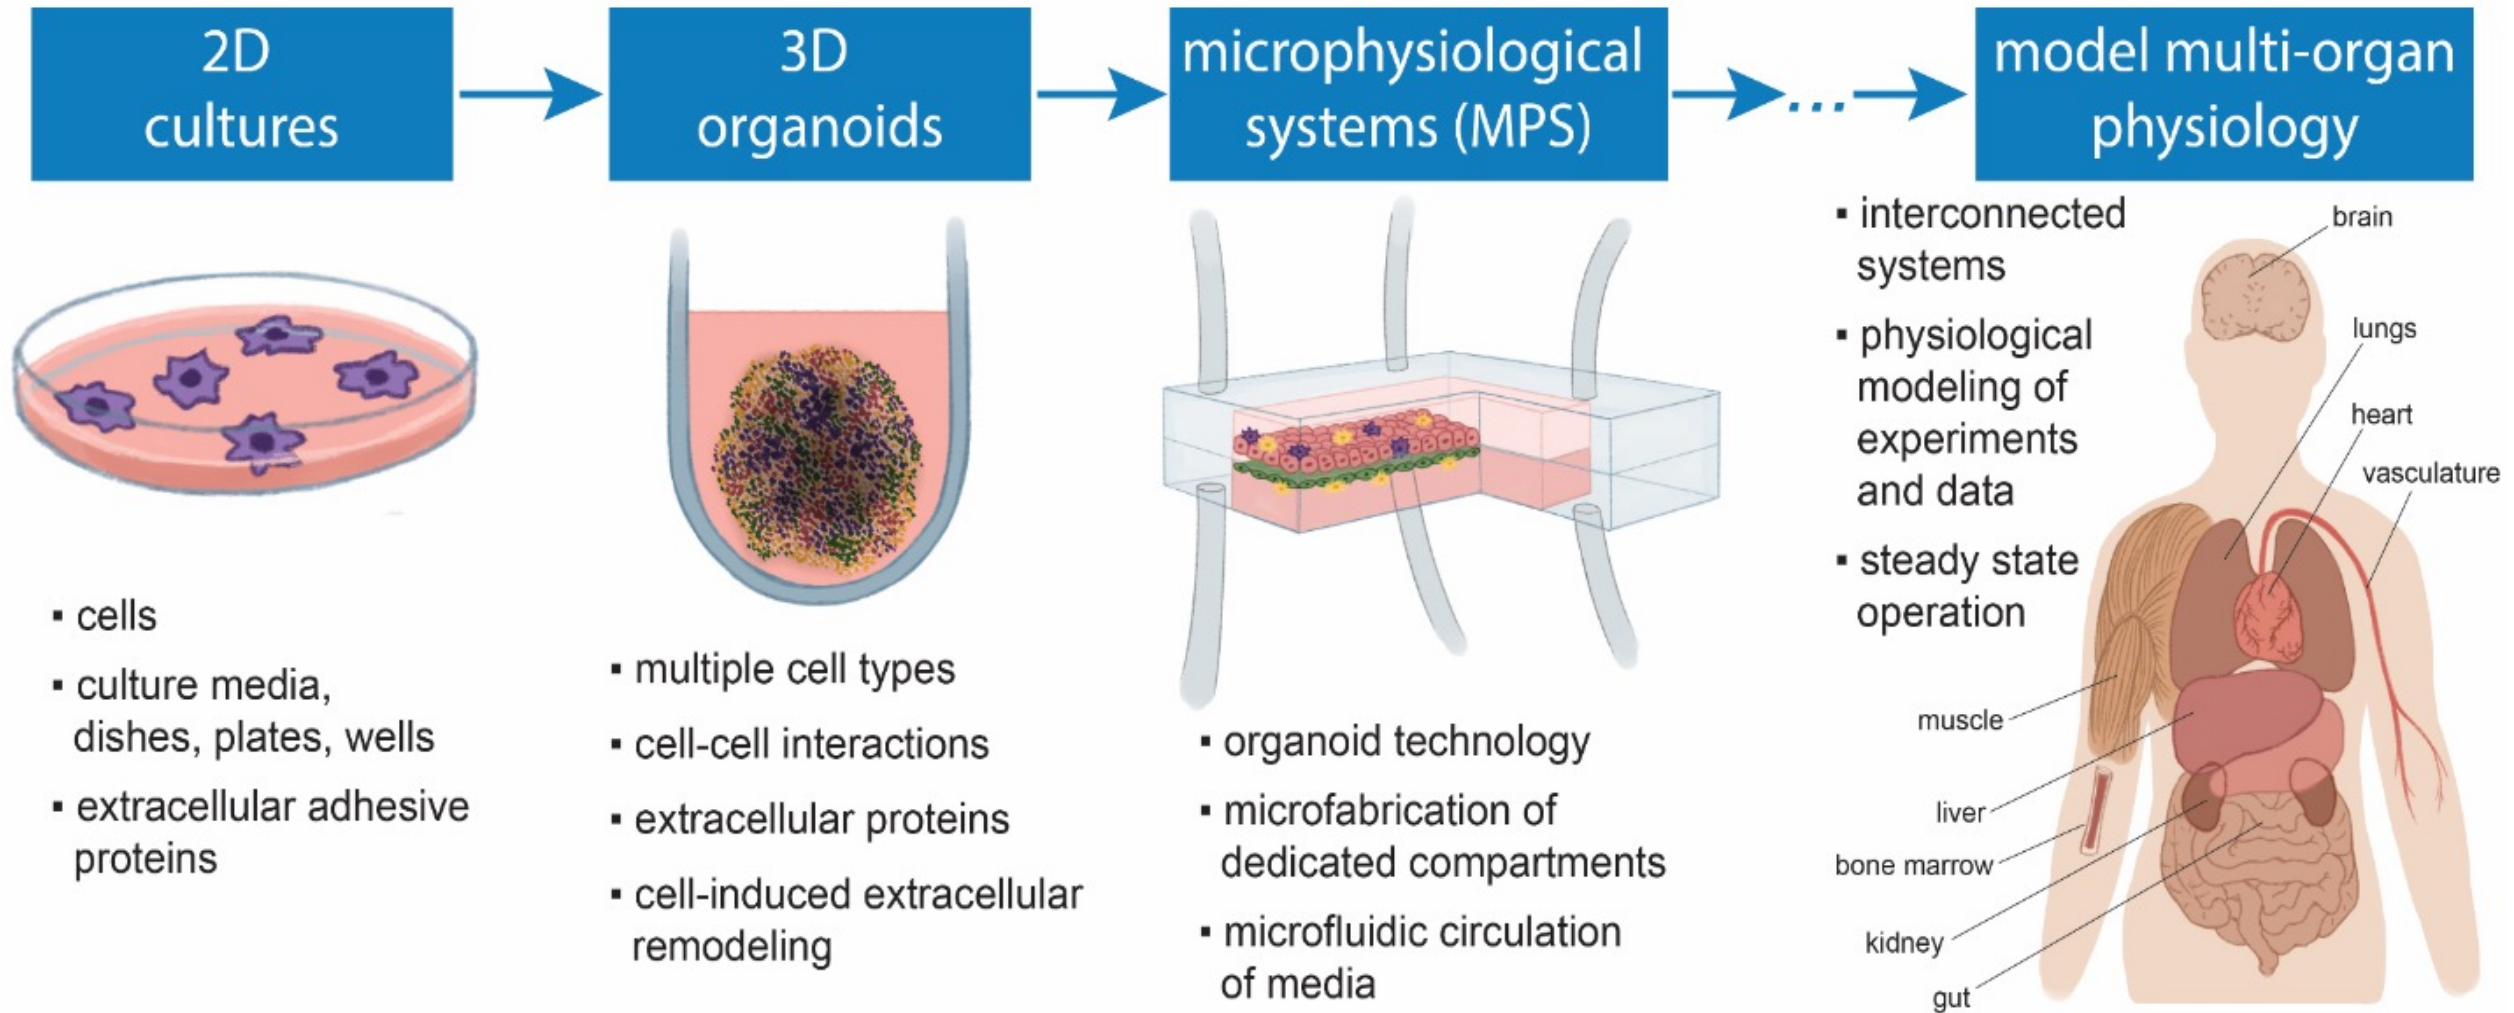 2D
cultures
3D
organoids
microphysiological
systems (MPS)
...
model multi-organ
physiology
▪ cells
▪ culture media,
dishes, plates, wells
▪ extracellular adhesive
proteins
▪ multiple cell types
▪ cell-cell interactions
▪ extracellular proteins
▪ cell-induced extracellular
remodeling
▪ organoid technology
▪ microfabrication of
dedicated compartments
▪ microfluidic circulation
of media
▪ interconnected
systems
▪ physiological
modeling of
experiments
and data
▪ steady state
operation
brain
lungs
heart
vasculature
muscle
liver
bone marrow
kidney
gut